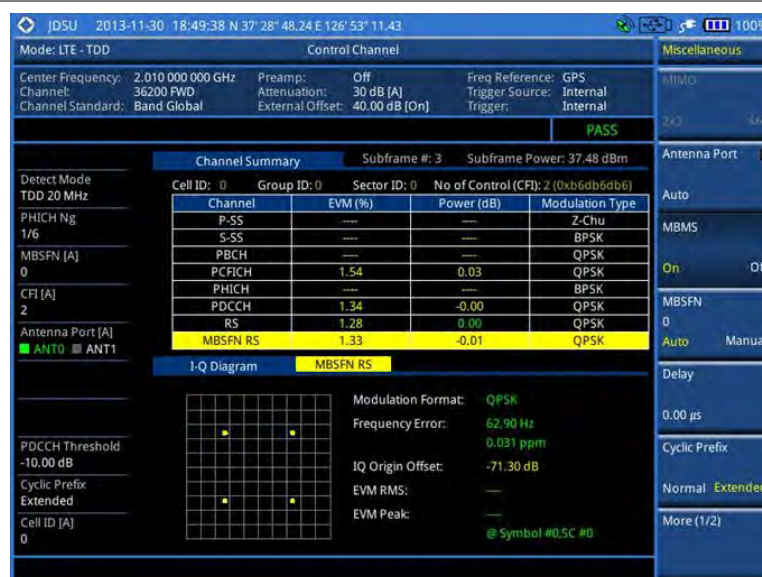 JDSU 2013-11-30 18:49:38 N 37° 28" 48.24 E 126° 53" 11.43 100%
Mode: LTE - TDD Control Channel Miscellaneous
Center Frequency: 2.010 000 000 GHz Preamp: Off Freq Reference: GPS
Channel: 36200 FWD Attenuation: 30 dB [A] Trigger Source: Internal
Channel Standard: Band Global External Offset: 40.00 dB [On] Trigger: Internal
MIMO
2x2
PASS
Channel Summary Subframe #: 3 Subframe Power: 37.48 dBm
Antenna Port
Auto
Detect Mode
TDD 20 MHz
PHICH Ng
1/6
MBSFN [A]
0
CFI [A]
2
Antenna Port [A]
ANT0 ANT1
Cell ID: 0 Group ID: 0 Sector ID: 0 No of Control (CFI): 2 (0xb6db6db6)
Channel EVM (%) Power (dB) Modulation Type
P-SS ---- ---- Z-Chu
S-SS ---- ---- BPSK
PBCH ---- ---- QPSK
PCFICH 1.54 0.03 QPSK
PHICH ---- ---- BPSK
PDCCH 1.34 -0.00 QPSK
RS 1.28 0.00 QPSK
MBSFN RS 1.33 -0.01 QPSK
MBMS
On
MBSFN
0
Auto
I-Q Diagram MBSFN RS
Modulation Format: QPSK
Frequency Error: 62.90 Hz
0.031 ppm
IQ Origin Offset: -71.30 dB
EVM RMS: ----
EVM Peak: ----
@ Symbol #0,SC #0
PDCCH Threshold
-10.00 dB
Cyclic Prefix
Extended
Cell ID [A]
0
Delay
0.00 µs
Cyclic Prefix
Normal Extended
More (1/2)